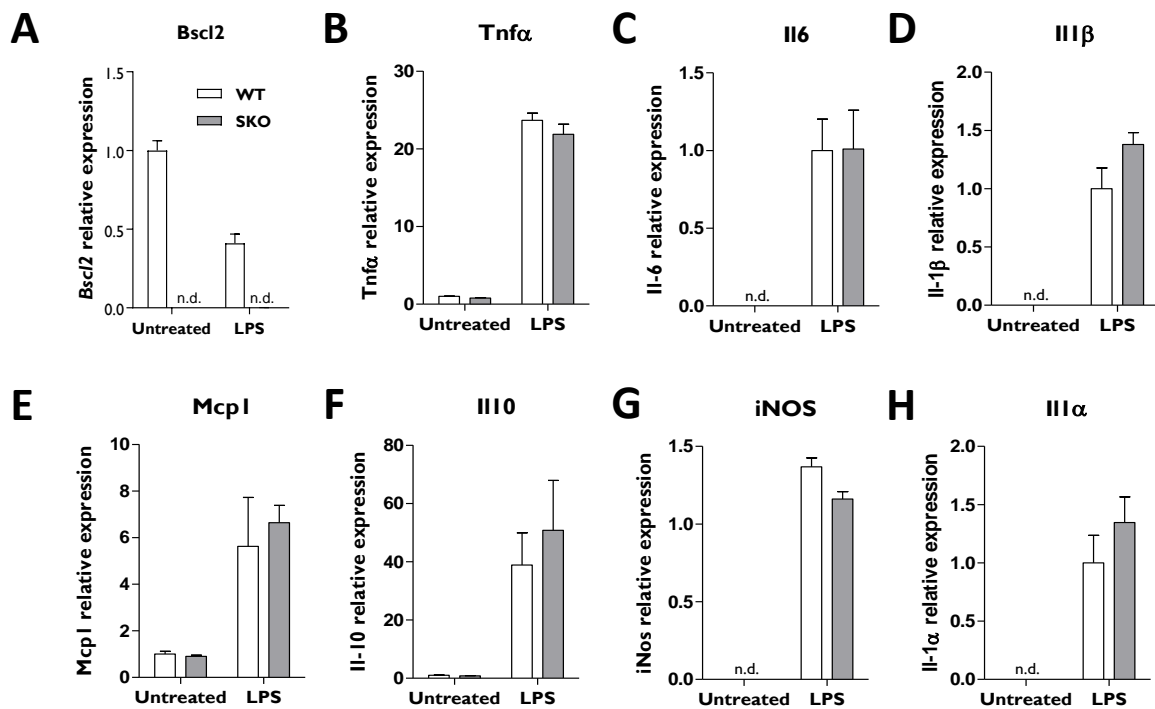 A
Bscl2
Bscl2 relative expression
1.5
1.0
0.5
0.0
WT
SKO
n.d.
n.d.
Untreated
LPS
B
Tnfα
Tnfα relative expression
30
20
10
0
Untreated
LPS
C
Il6
Il-6 relative expression
1.5
1.0
0.5
0.0
n.d.
Untreated
LPS
D
Il1β
Il-1β relative expression
2.0
1.5
1.0
0.5
0.0
n.d.
Untreated
LPS
E
Mcp1
Mcp1 relative expression
10
8
6
4
2
0
Untreated
LPS
F
Il10
Il-10 relative expression
80
60
40
20
0
Untreated
LPS
G
iNOS
iNos relative expression
1.5
1.0
0.5
0.0
n.d.
Untreated
LPS
H
Il1α
Il-1α relative expression
2.0
1.5
1.0
0.5
0.0
n.d.
Untreated
LPS